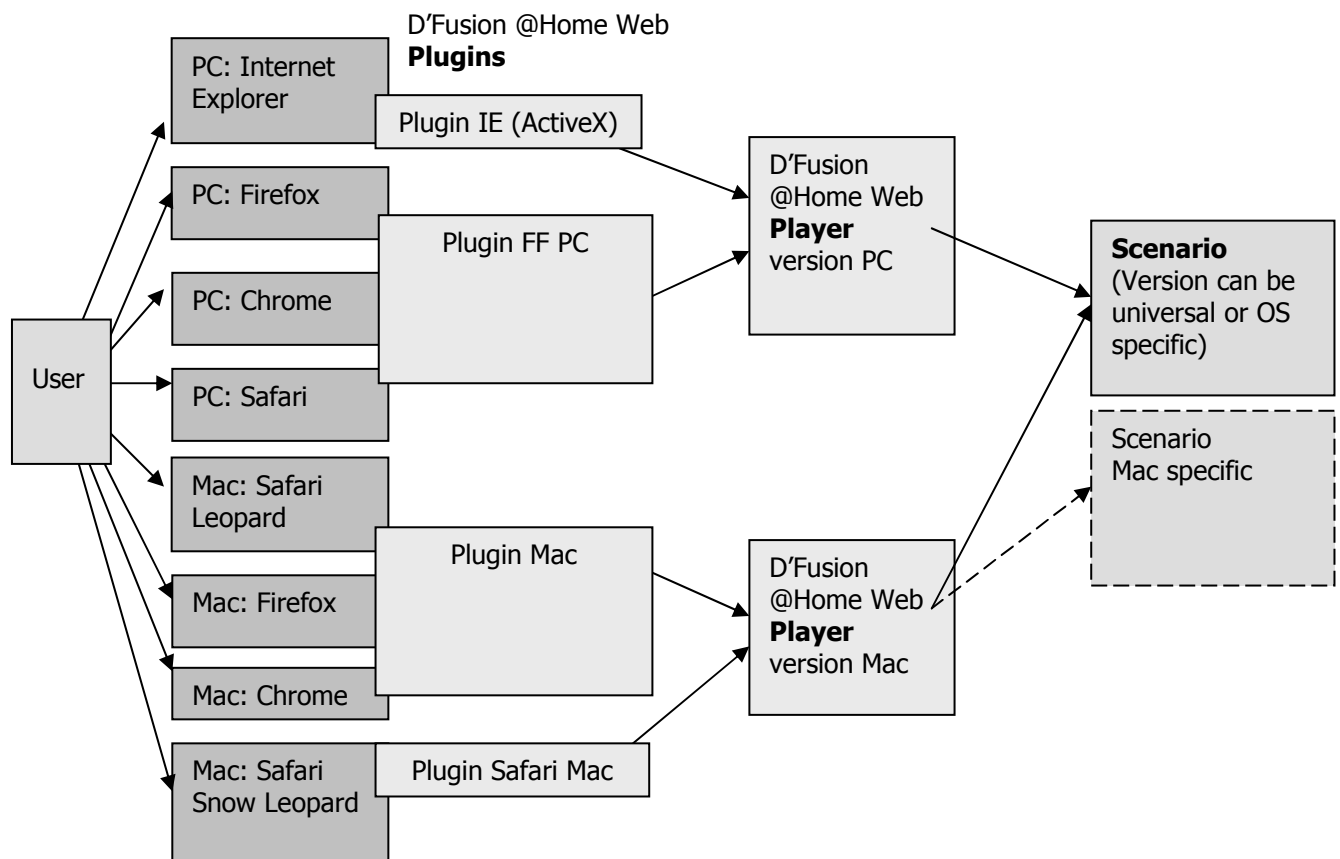 D'Fusion @Home Web
Plugins
PC: Internet
Explorer
Plugin IE (ActiveX)
PC: Firefox
Plugin FF PC
PC: Chrome
PC: Safari
User
Mac: Safari
Leopard
Plugin Mac
Mac: Firefox
Mac: Chrome
Mac: Safari
Snow Leopard
Plugin Safari Mac
D'Fusion
@Home Web
Player
version PC
D'Fusion
@Home Web
Player
version Mac
Scenario
(Version can be
universal or OS
specific)
Scenario
Mac specific